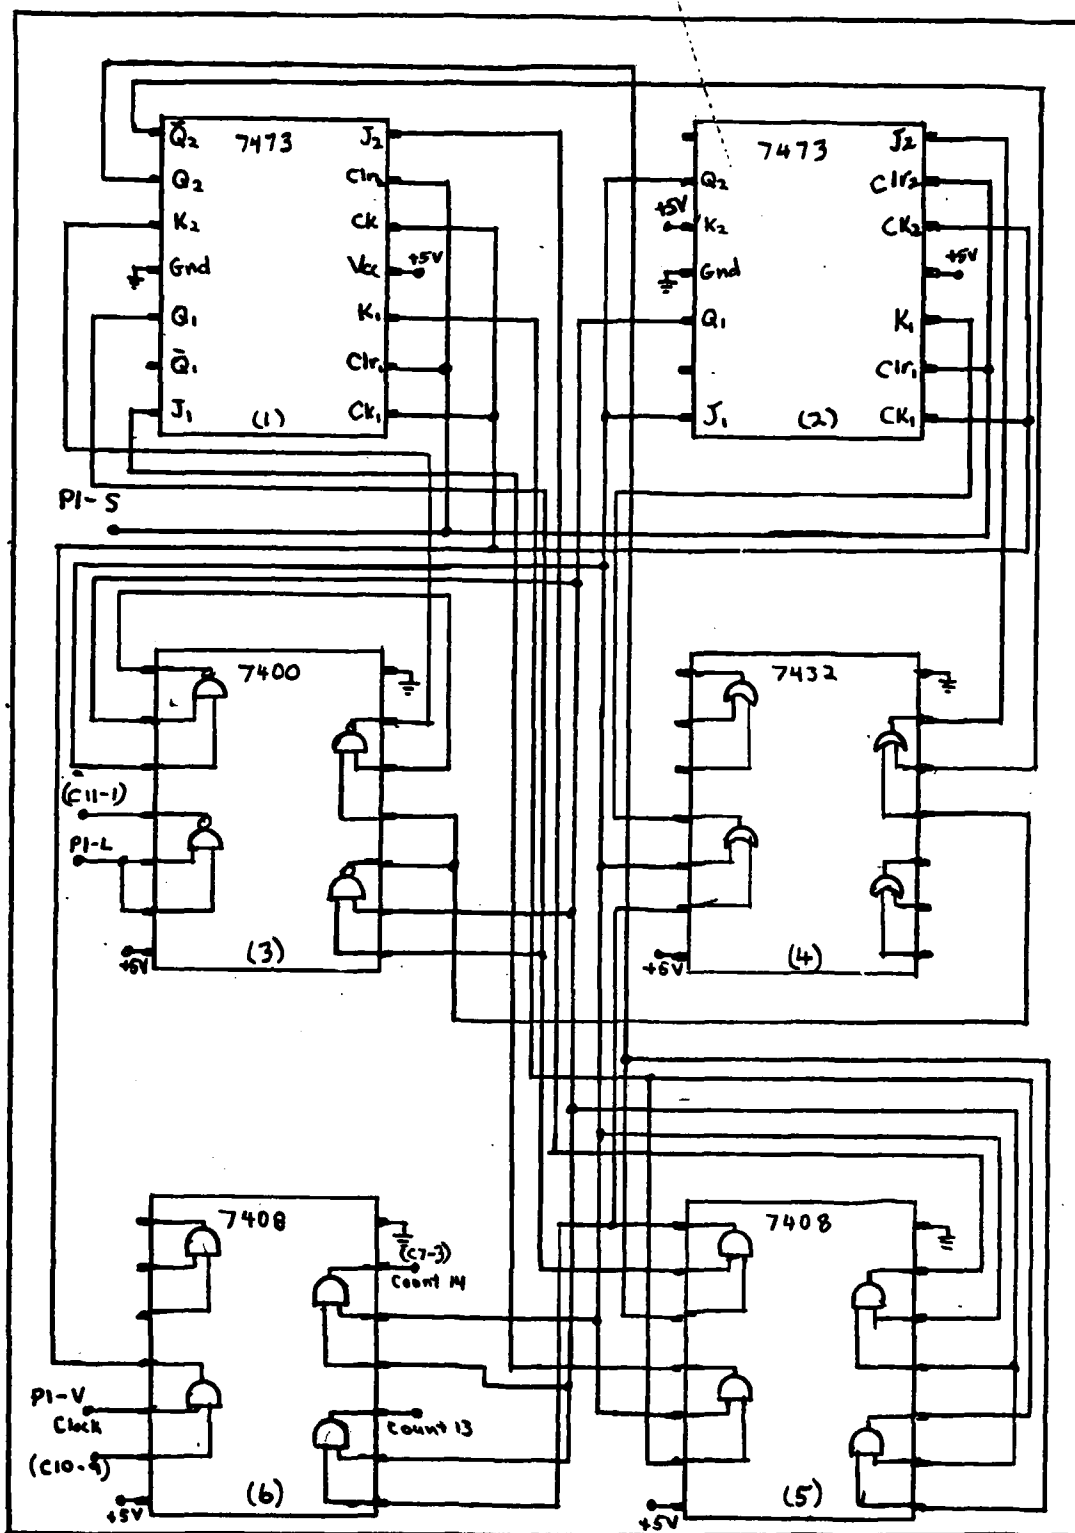 7473
Q̄2
Q2
K2
Gnd
Q1
Q̄1
J1
J2
Clr2
CK
Vcc
+5V
K1
Clr1
CK1
(1)
7473
Q2
+5V
K2
Gnd
Q1
J1
J2
Clr2
CK2
+5V
K1
Clr1
CK1
(2)
P1-S
7400
(C11-1)
P1-L
+5V
(3)
7432
+5V
(4)
7408
(C7-3)
Count 14
P1-V
Clock
Count 13
(C10-9)
+5V
(6)
7408
+5V
(5)